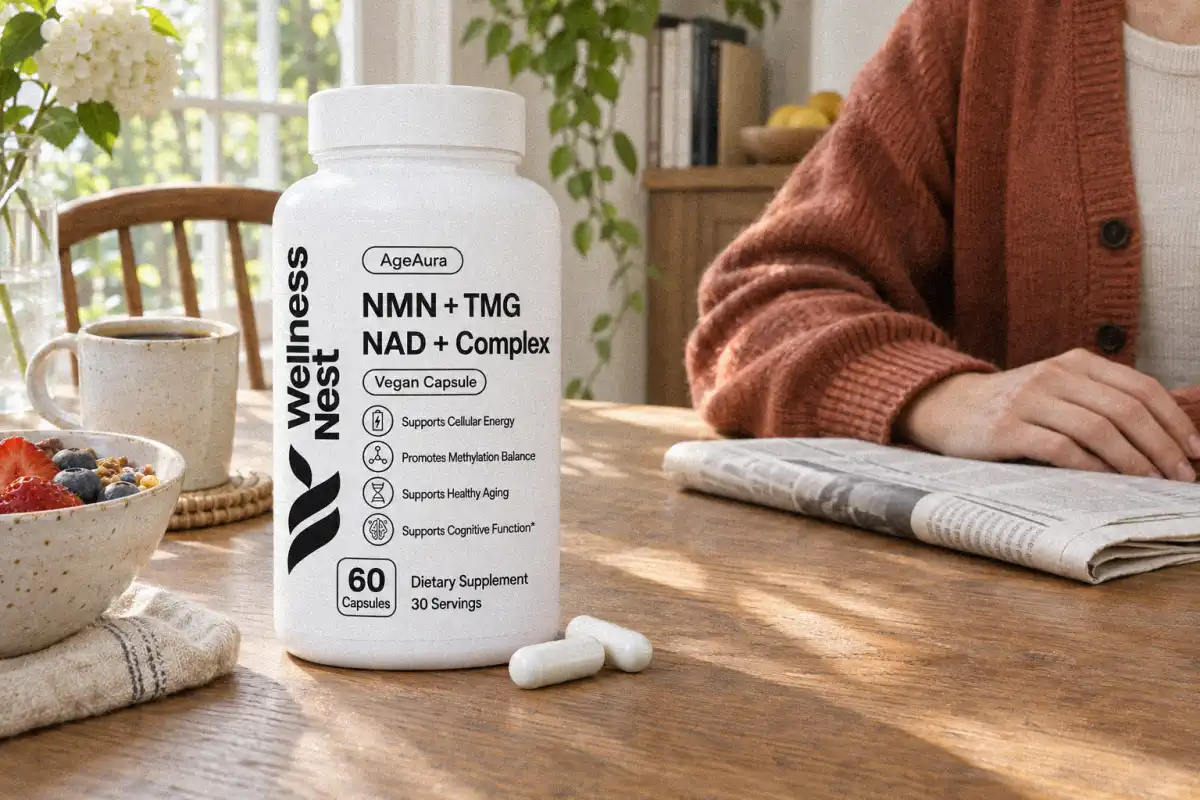 Wellness
Nest
AgeAura
NMN + TMG
NAD + Complex
Vegan Capsule
Supports Cellular Energy
Promotes Methylation Balance
Supports Healthy Aging
Supports Cognitive Function*
60
Capsules
Dietary Supplement
30 Servings